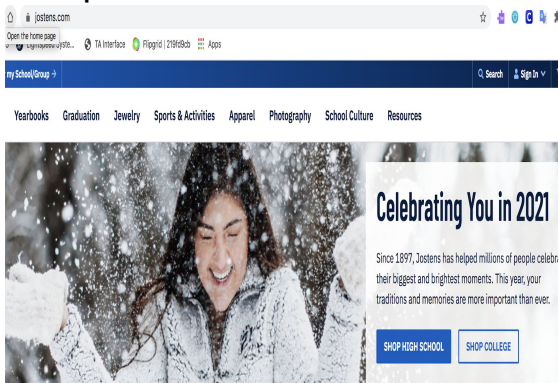 jostens.com
Open the home page
TA Interface
Flipgrid | 219fd9cb
Apps
my School/Group →
Search
Sign In
Yearbooks Graduation Jewelry Sports & Activities Apparel Photography School Culture Resources
Celebrating You in 2021
Since 1897, Jostens has helped millions of people celebra
their biggest and brightest moments. This year, your
traditions and memories are more important than ever.
SHOP HIGH SCHOOL SHOP COLLEGE